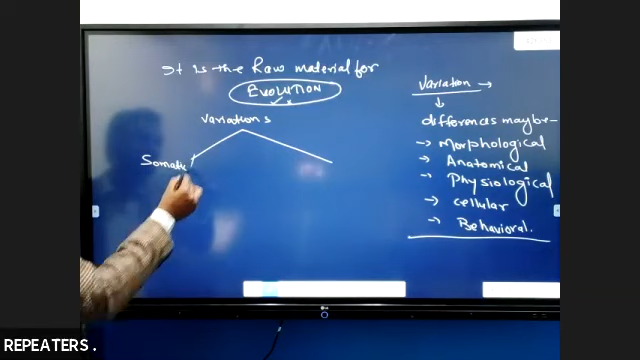 It is the Raw material for
EVOLUTION
Variations
Somatic
Variation →
differences may be -
→ Morphological
→ Anatomical
→ Physiological
→ cellular
→ Behavioral.
LG
REPEATERS.